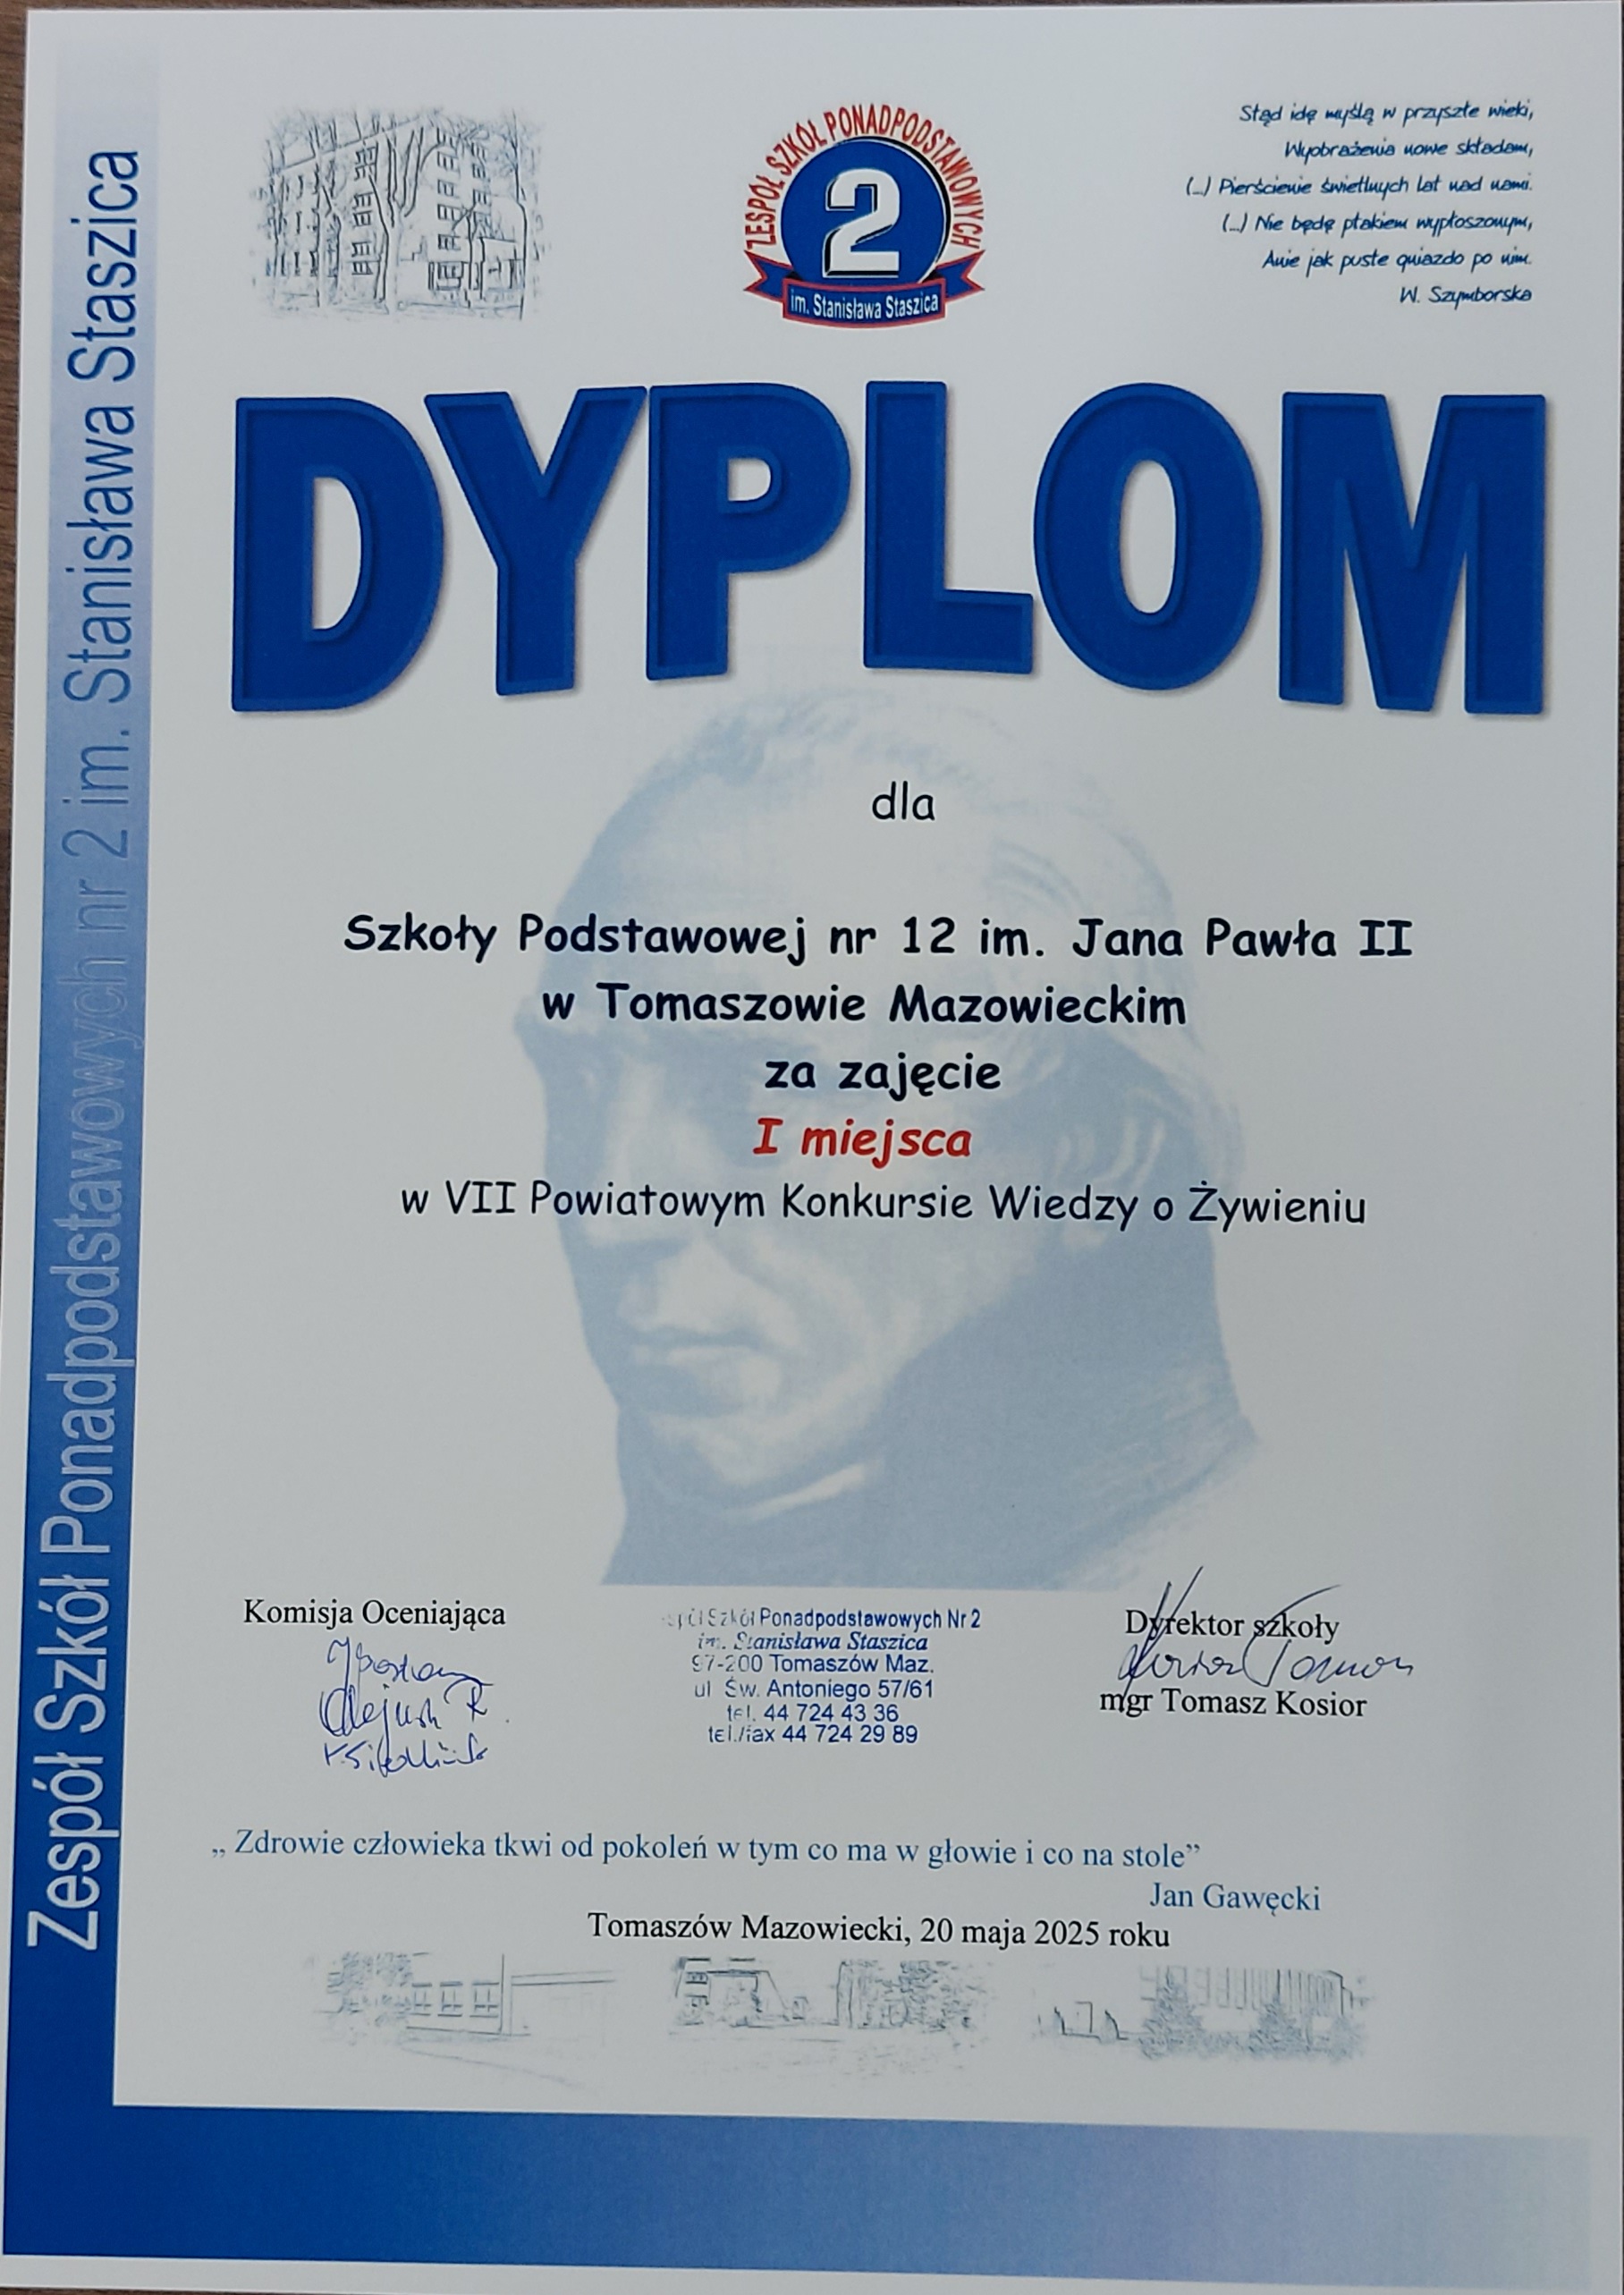 Zespół Szkół Ponadpodstawowych nr 2 im. Stanisława Staszica
ZESPÓŁ SZKÓŁ PONADPODSTAWOWYCH
2
im. Stanisława Staszica
Stąd idę myślą w przyszłe wieki,
Wyobrażenia nowe składam,
(...) Pierścienie świetlnych lat nad nami.
(...) Nie będę ptakiem wypłoszonym,
Anie jak puste gniazdo po nim.
W. Szymborska
DYPLOM
dla
Szkoły Podstawowej nr 12 im. Jana Pawła II
w Tomaszowie Mazowieckim
za zajęcie
I miejsca
w VII Powiatowym Konkursie Wiedzy o Żywieniu
Komisja Oceniająca
Szkół Ponadpodstawowych Nr 2
im. Stanisława Staszica
97-200 Tomaszów Maz.
ul Św. Antoniego 57/61
tel. 44 724 43 36
tel./fax 44 724 29 89
Dyrektor szkoły
mgr Tomasz Kosior
„ Zdrowie człowieka tkwi od pokoleń w tym co ma w głowie i co na stole”
Jan Gawęcki
Tomaszów Mazowiecki, 20 maja 2025 roku